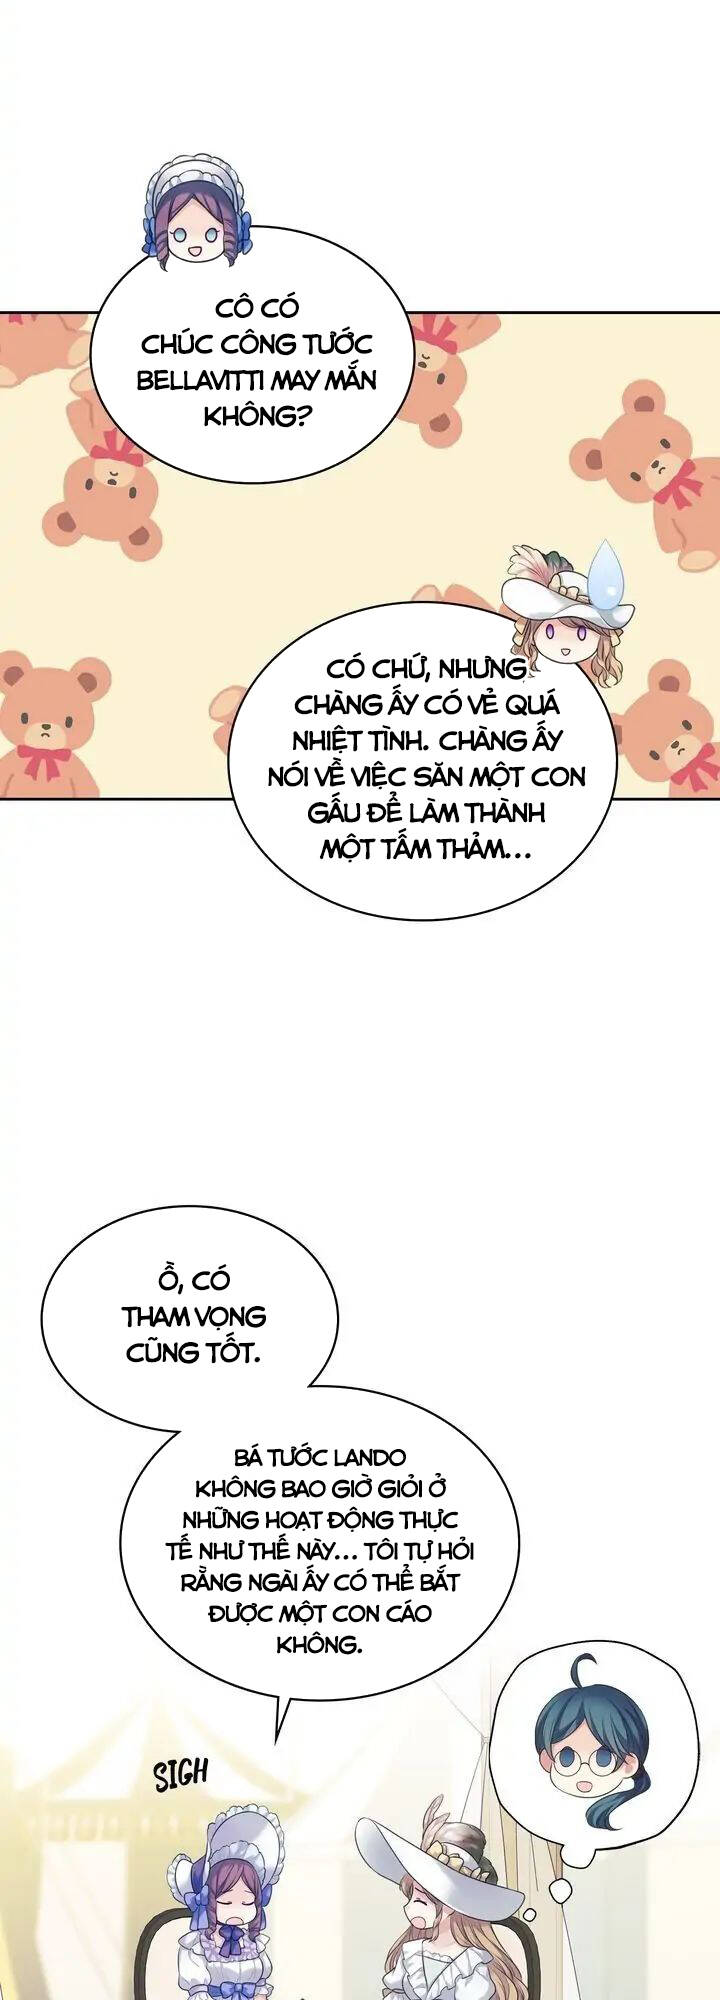 CÔ CÓ
CHÚC CÔNG TƯỚC
BELLAVITTI MAY MẮN
KHÔNG?
CÓ CHỨ, NHƯNG
CHÀNG ẤY CÓ VẺ QUÁ
NHIỆT TÌNH. CHÀNG ẤY
NÓI VỀ VIỆC SĂN MỘT CON
GẤU ĐỂ LÀM THÀNH
MỘT TẤM THẢM...
Ồ, CÓ
THAM VỌNG
CŨNG TỐT.
BÁ TƯỚC LANDO
KHÔNG BAO GIỜ GIỎI Ở
NHỮNG HOẠT ĐỘNG THỰC
TẾ NHƯ THẾ NÀY... TÔI TỰ HỎI
RẰNG NGÀI ẤY CÓ THỂ BẮT
ĐƯỢC MỘT CON CÁO
KHÔNG.
SIGH